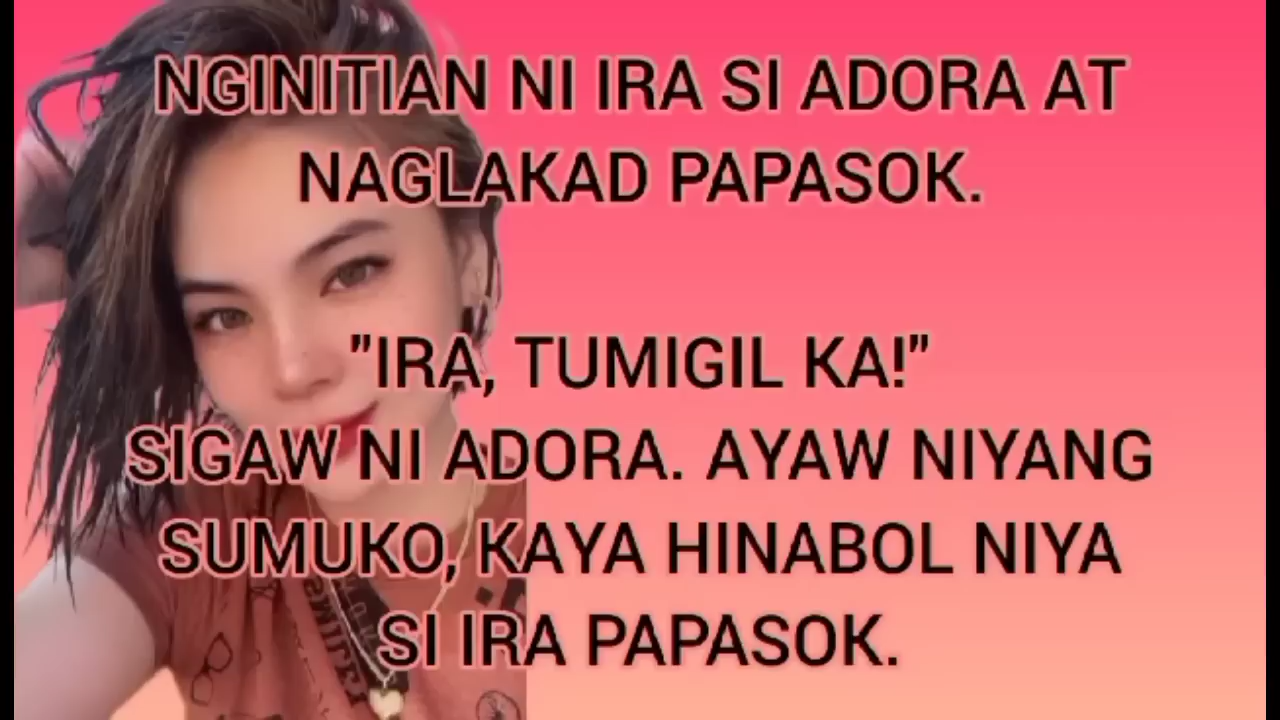 NGINITIAN NI IRA SI ADORA AT
NAGLAKAD PAPASOK.
"IRA, TUMIGIL KA!"
SIGAW NI ADORA. AYAW NIYANG
SUMUKO, KAYA HINABOL NIYA
SI IRA PAPASOK.